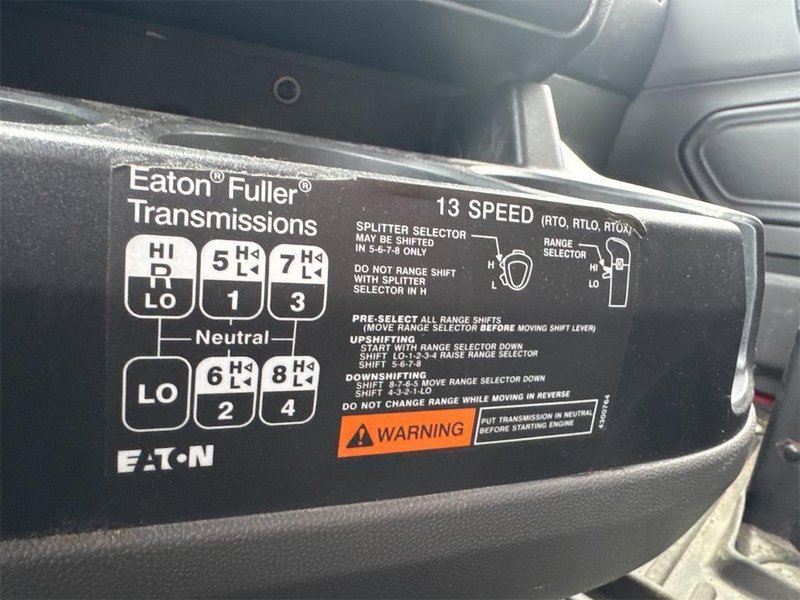 Eaton® Fuller®
Transmissions
HI
R
LO
5 H L
1
7 H L
3
Neutral
LO
6 H L
2
8 H L
4
EATON
13 SPEED (RTO, RTLO, RTOX)
SPLITTER SELECTOR
MAY BE SHIFTED
IN 5-6-7-8 ONLY
H
L
RANGE
SELECTOR
HI
LO
DO NOT RANGE SHIFT
WITH SPLITTER
SELECTOR IN H
PRE-SELECT ALL RANGE SHIFTS
(MOVE RANGE SELECTOR BEFORE MOVING SHIFT LEVER)
UPSHIFTING
START WITH RANGE SELECTOR DOWN
SHIFT LO-1-2-3-4 RAISE RANGE SELECTOR
SHIFT 5-6-7-8
DOWNSHIFTING
SHIFT 8-7-6-5 MOVE RANGE SELECTOR DOWN
SHIFT 4-3-2-1-LO
DO NOT CHANGE RANGE WHILE MOVING IN REVERSE
WARNING
PUT TRANSMISSION IN NEUTRAL
BEFORE STARTING ENGINE
4300764